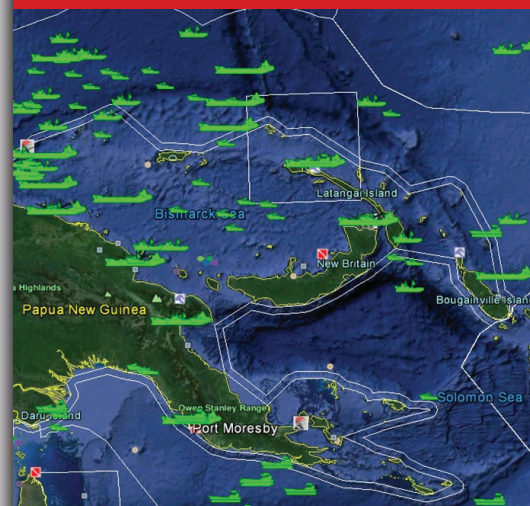 Latangai Island
Bismarck Sea
New Britain
a Highlands
Bougainville Islan
Papua New Guinea
Solomon Sea
Owen Stanley Range
Daru Island
Port Moresby